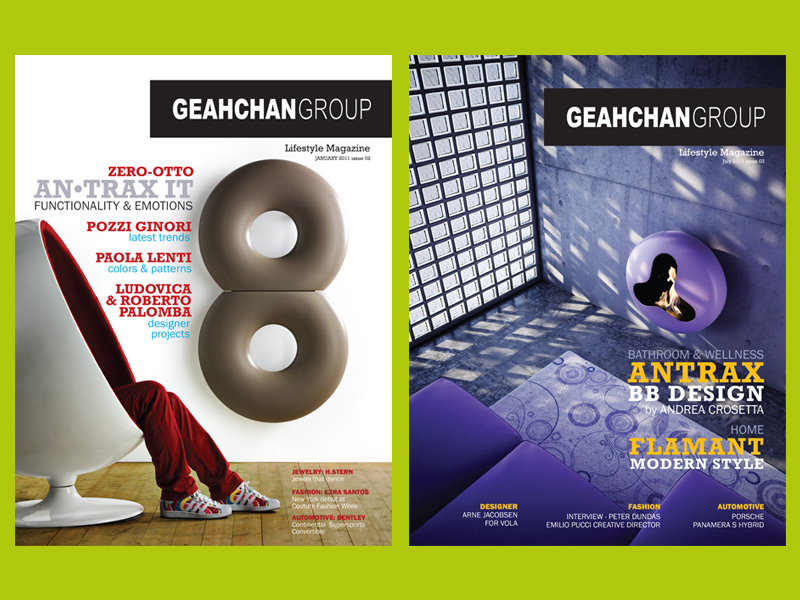 GEAHCHANGROUP
Lifestyle Magazine
JANUARY 2011 issue 02
ZERO-OTTO
AN•TRAX IT
FUNCTIONALITY & EMOTIONS
POZZI GINORI
latest trends
PAOLA LENTI
colors & patterns
LUDOVICA
& ROBERTO
PALOMBA
designer
projects
JEWELRY: H.STERN
Jewels that dance
FASHION: EZRA SANTOS
New York debut at
Couture Fashion Week
AUTOMOTIVE: BENTLEY
Continental Supersports
Convertible
GEAHCHANGROUP
Lifestyle Magazine
July 2011 issue 03
BATHROOM & WELLNESS
ANTRAX
BB DESIGN
by ANDREA CROSETTA
HOME
FLAMANT
MODERN STYLE
DESIGNER
ARNE JACOBSEN
FOR VOLA
FASHION
INTERVIEW - PETER DUNDAS
EMILIO PUCCI CREATIVE DIRECTOR
AUTOMOTIVE
PORSCHE
PANAMERA S HYBRID